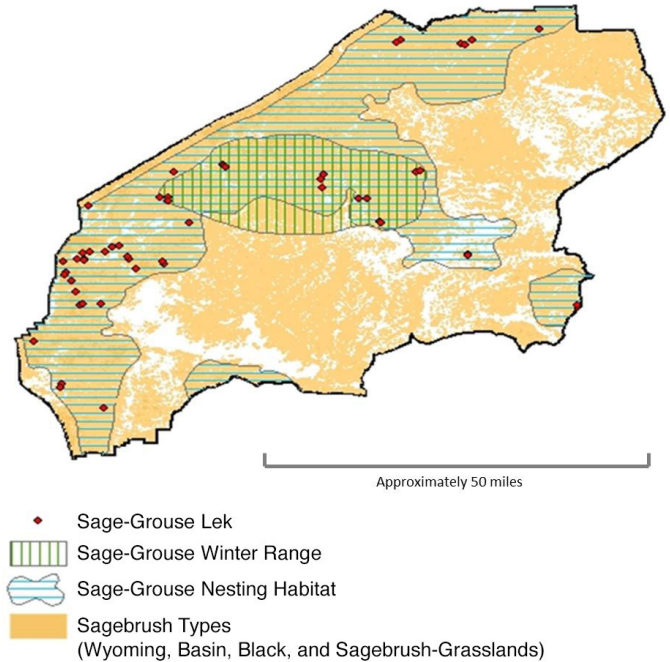 Approximately 50 miles
Sage-Grouse Lek
Sage-Grouse Winter Range
Sage-Grouse Nesting Habitat
Sagebrush Types
(Wyoming, Basin, Black, and Sagebrush-Grasslands)